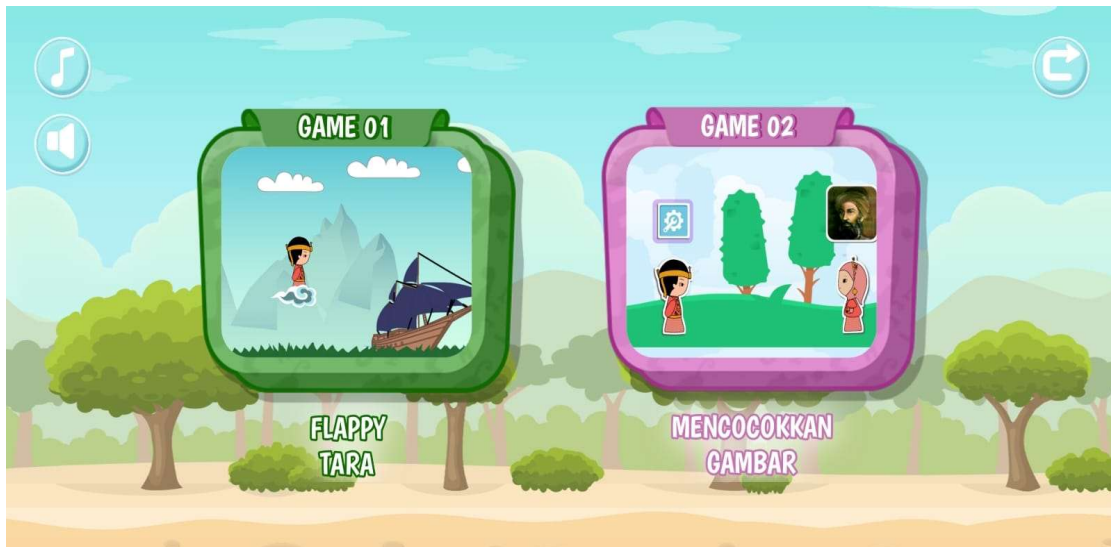 GAME 01
GAME 02
FLAPPY
TARA
MENCOCOKKAN
GAMBAR